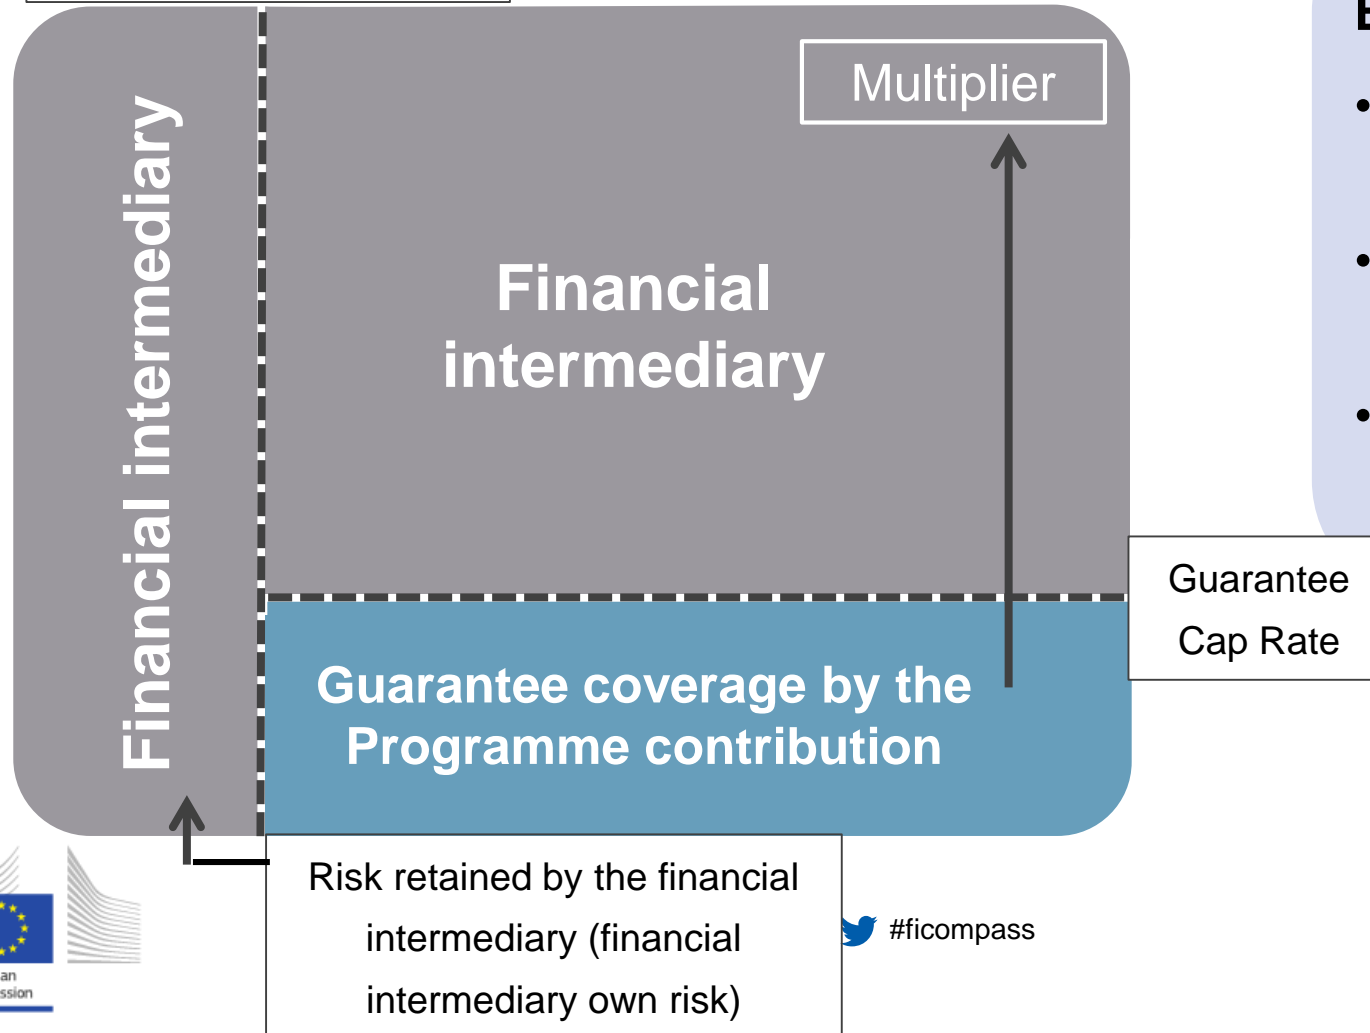 Multiplier
Financial intermediary
Financial
intermediary
Guarantee
Cap Rate
Guarantee coverage by the
Programme contribution
Risk retained by the financial
intermediary (financial
intermediary own risk)
#ficompass